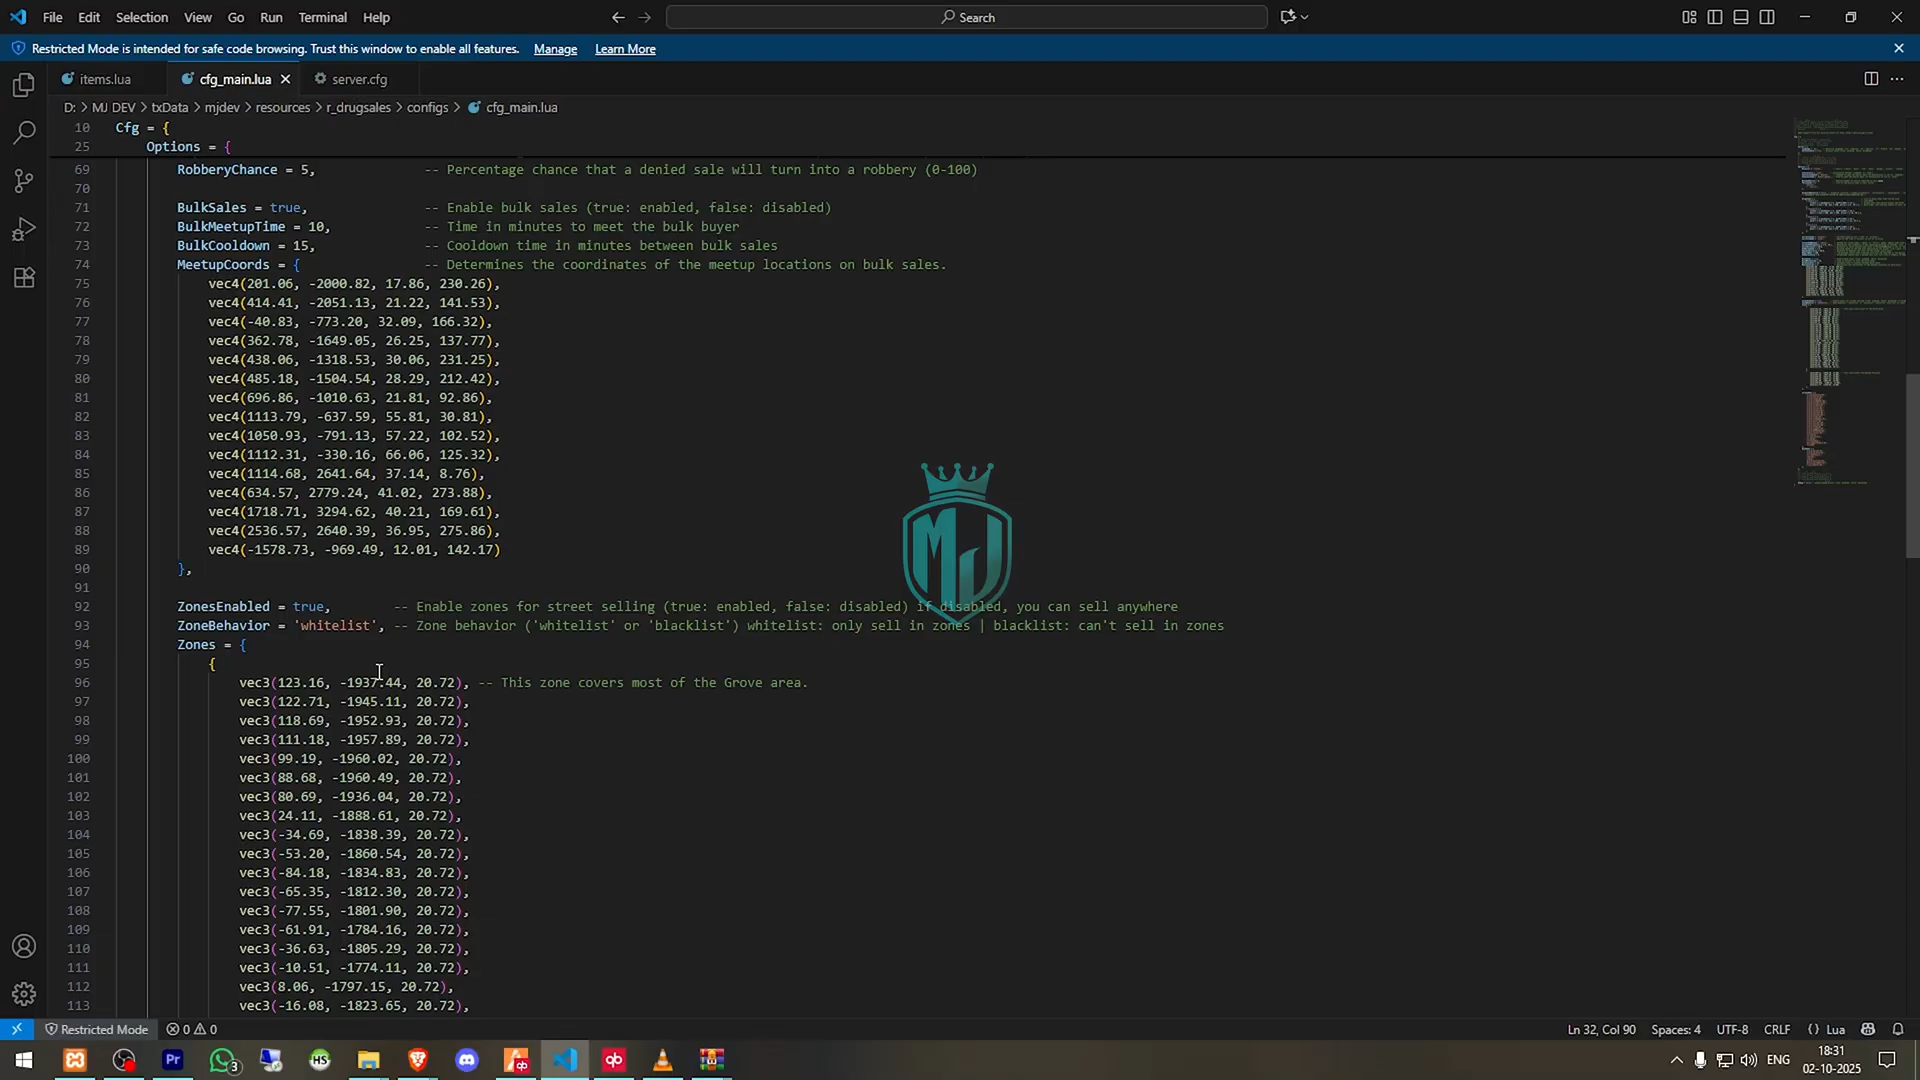 File Edit Selection View Go Run Terminal Help
Search
Restricted Mode is intended for safe code browsing. Trust this window to enable all features. Manage Learn More
items.lua cfg_main.lua server.cfg
D: > MJ DEV > txData > mjdev > resources > r_drugsales > configs > cfg_main.lua
10 Cfg = {
25 Options = {
69 RobberyChance = 5, -- Percentage chance that a denied sale will turn into a robbery (0-100)
70
71 BulkSales = true, -- Enable bulk sales (true: enabled, false: disabled)
72 BulkMeetupTime = 10, -- Time in minutes to meet the bulk buyer
73 BulkCooldown = 15, -- Cooldown time in minutes between bulk sales
74 MeetupCoords = { -- Determines the coordinates of the meetup locations on bulk sales.
75 vec4(201.06, -2000.82, 17.86, 230.26),
76 vec4(414.41, -2051.13, 21.22, 141.53),
77 vec4(-40.83, -773.20, 32.09, 166.32),
78 vec4(362.78, -1649.05, 26.25, 137.77),
79 vec4(438.06, -1318.53, 30.06, 231.25),
80 vec4(485.18, -1504.54, 28.29, 212.42),
81 vec4(696.86, -1010.63, 21.81, 92.86),
82 vec4(1113.79, -637.59, 55.81, 30.81),
83 vec4(1050.93, -791.13, 57.22, 102.52),
84 vec4(1112.31, -330.16, 66.06, 125.32),
85 vec4(1114.68, 2641.64, 37.14, 8.76),
86 vec4(634.57, 2779.24, 41.02, 273.88),
87 vec4(1718.71, 3294.62, 40.21, 169.61),
88 vec4(2536.57, 2640.39, 36.95, 275.86),
89 vec4(-1578.73, -969.49, 12.01, 142.17)
90 },
91
92 ZonesEnabled = true, -- Enable zones for street selling (true: enabled, false: disabled) if disabled, you can sell anywhere
93 ZoneBehavior = 'whitelist', -- Zone behavior ('whitelist' or 'blacklist') whitelist: only sell in zones | blacklist: can't sell in zones
94 Zones = {
95 {
96 vec3(123.16, -1937.44, 20.72), -- This zone covers most of the Grove area.
97 vec3(122.71, -1945.11, 20.72),
98 vec3(118.69, -1952.93, 20.72),
99 vec3(111.18, -1957.89, 20.72),
100 vec3(99.19, -1960.02, 20.72),
101 vec3(88.68, -1960.49, 20.72),
102 vec3(80.69, -1936.04, 20.72),
103 vec3(24.11, -1888.61, 20.72),
104 vec3(-34.69, -1838.39, 20.72),
105 vec3(-53.20, -1860.54, 20.72),
106 vec3(-84.18, -1834.83, 20.72),
107 vec3(-65.35, -1812.30, 20.72),
108 vec3(-77.55, -1801.90, 20.72),
109 vec3(-61.91, -1784.16, 20.72),
110 vec3(-36.63, -1805.29, 20.72),
111 vec3(-10.51, -1774.11, 20.72),
112 vec3(8.06, -1797.15, 20.72),
113 vec3(-16.08, -1823.65, 20.72),
MJ
Restricted Mode 0 0 Ln 32, Col 90 Spaces: 4 UTF-8 CRLF {} Lua
Pr 3 HS qb qb ENG 18:31
02-10-2025